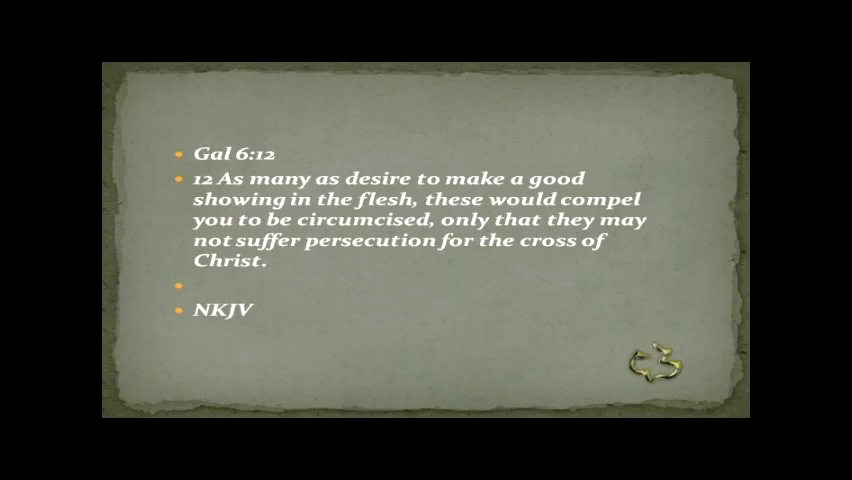 Gal 6:12
12 As many as desire to make a good
showing in the flesh, these would compel
you to be circumcised, only that they may
not suffer persecution for the cross of
Christ.
NKJV